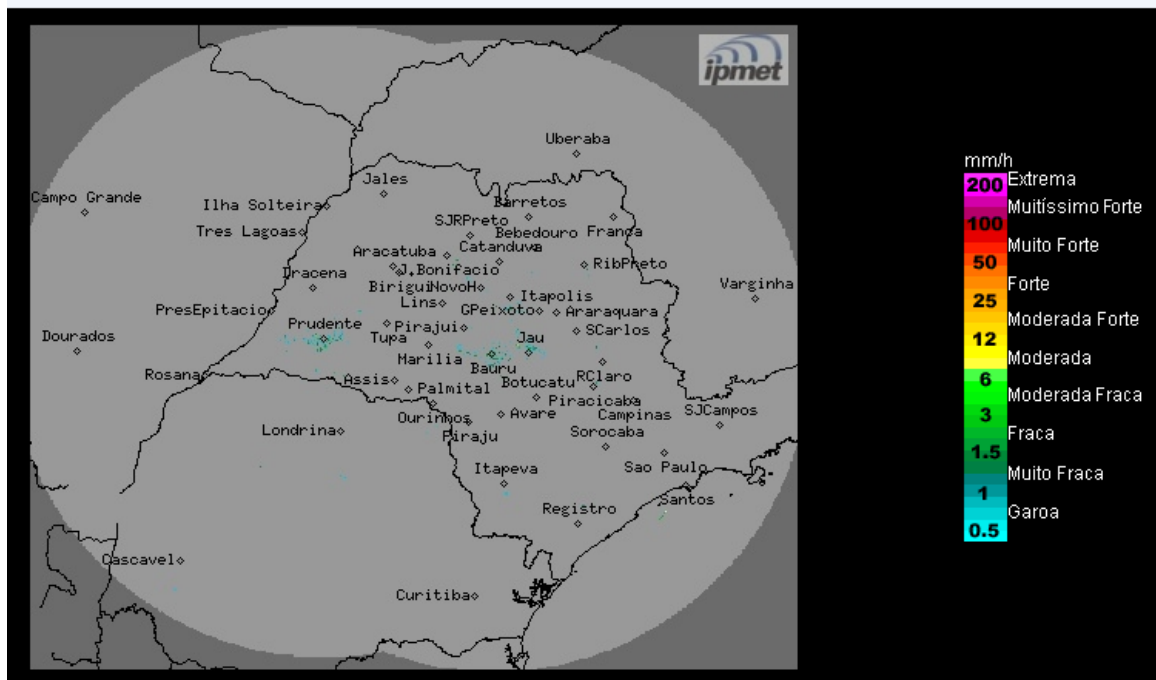 ipmet
Uberaba
Jales
Campo Grande
Ilha Solteira
Barretos
SJRPreto
Tres Lagoas
Bebedouro
Franca
Catanduva
Aracatuba
RibPreto
J.Bonifacio
Dracena
Varginha
Birigui
NovoH
Itapolis
Lins
PresEpitacio
GPeixoto
Araraquara
Prudente
Pirajui
SCarlos
Dourados
Tupa
Jau
Marilia
Bauru
Rosana
Assis
RClaro
Botucatu
Palmital
Piracicaba
Ourinhos
Avare
Campinas
SJCampos
Londrina
Piraju
Sorocaba
Itapeva
Sao Paulo
Santos
Registro
Cascavel
Curitiba
mm/h
200 Extrema
Muitíssimo Forte
100
Muito Forte
50
Forte
25
Moderada Forte
12
Moderada
6
Moderada Fraca
3
Fraca
1.5
Muito Fraca
1
Garoa
0.5